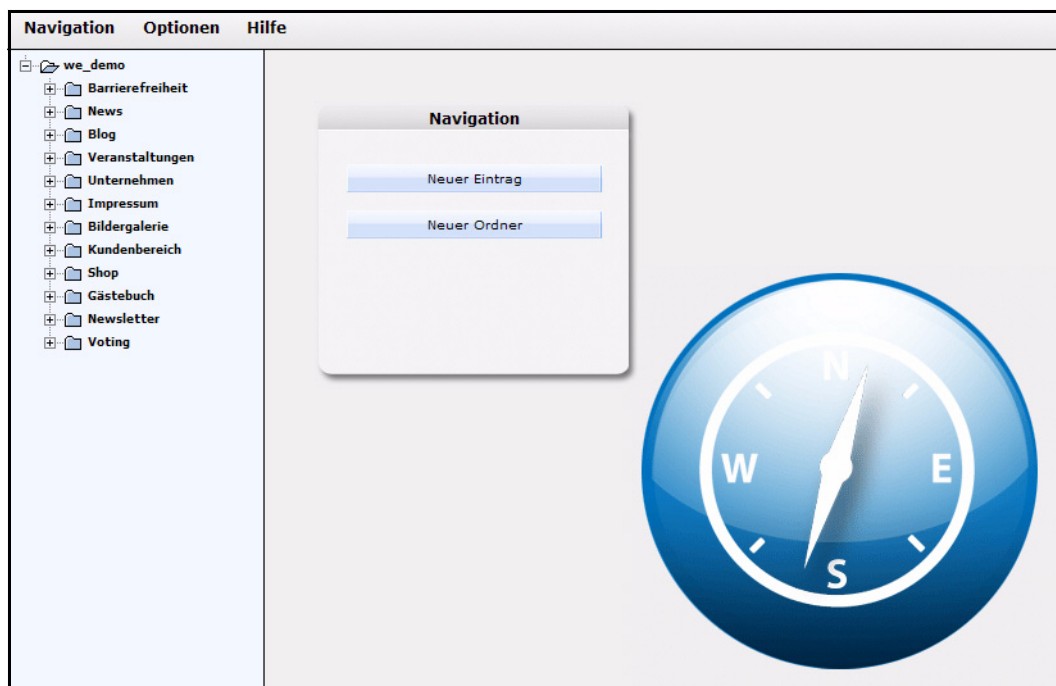 Navigation Optionen Hilfe
we_demo
Barrierefreiheit
News
Blog
Veranstaltungen
Unternehmen
Impressum
Bildergalerie
Kundenbereich
Shop
Gästebuch
Newsletter
Voting
Navigation
Neuer Eintrag
Neuer Ordner
N
W E
S